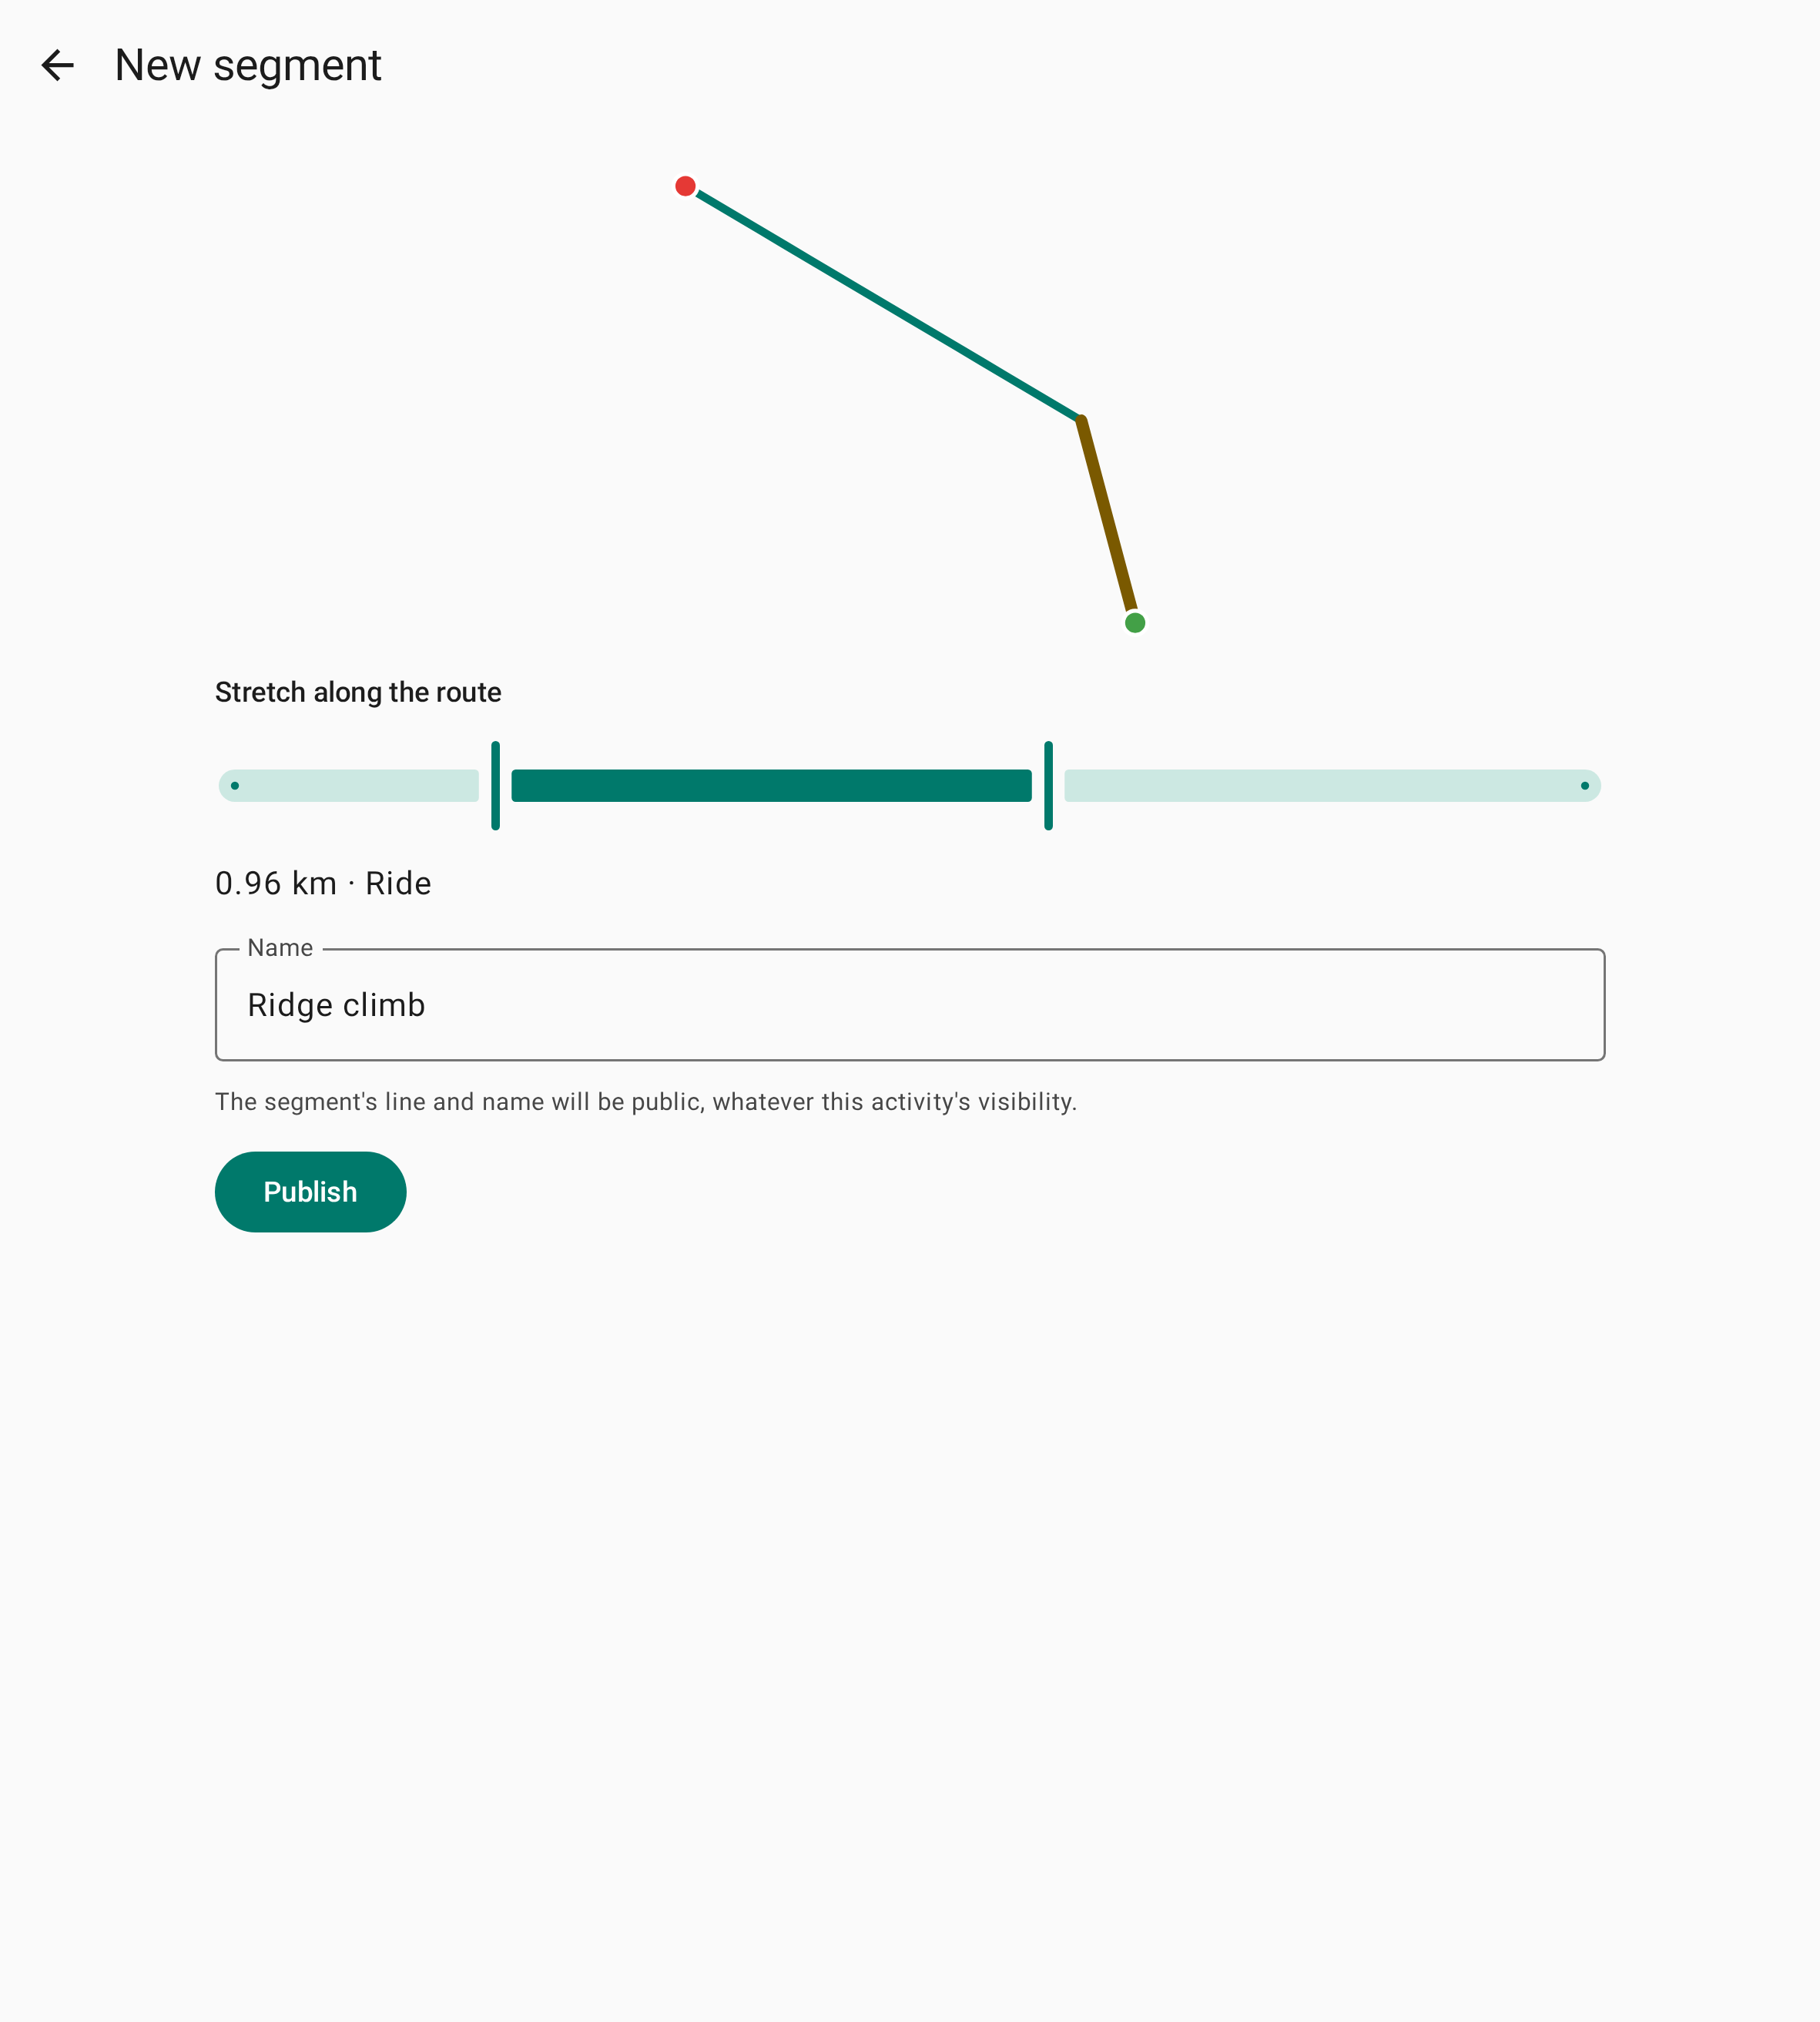 New segment
Stretch along the route
0.96 km · Ride
Name
Ridge climb
The segment's line and name will be public, whatever this activity's visibility.
Publish